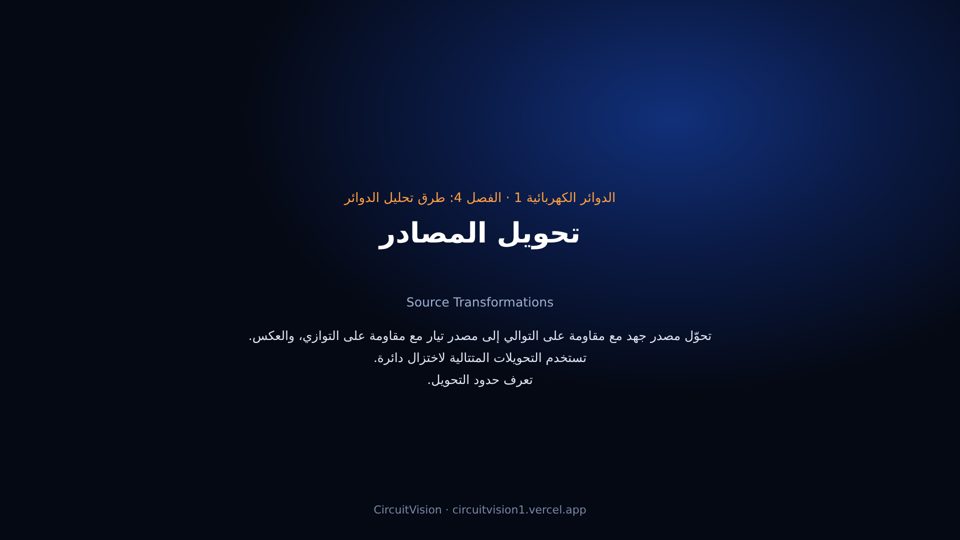 الدوائر الكهربائية 1 · الفصل 4: طرق تحليل الدوائر
تحويل المصادر
Source Transformations
تحوّل مصدر جهد مع مقاومة على التوالي إلى مصدر تيار مع مقاومة على التوازي، والعكس.
تستخدم التحويلات المتتالية لاختزال دائرة.
تعرف حدود التحويل.
CircuitVision · circuitvision1.vercel.app